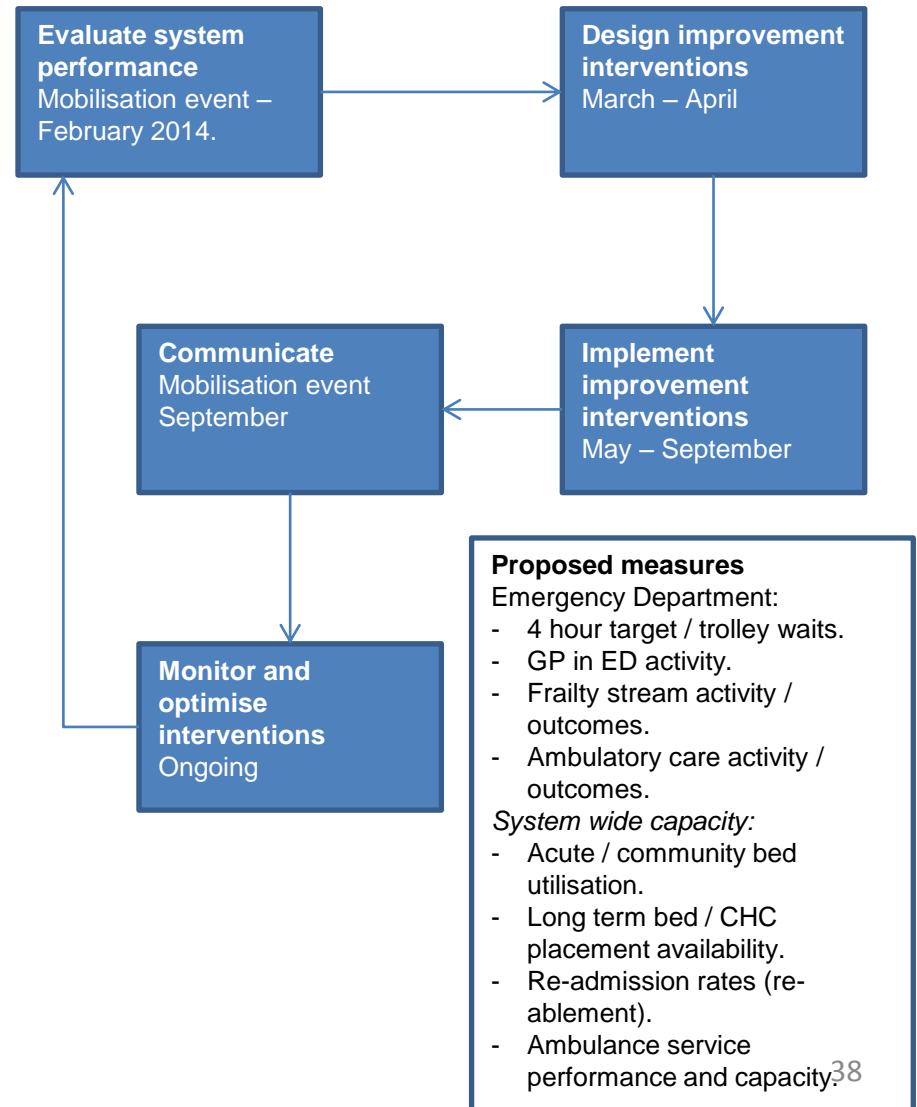 Evaluate system
performance
Mobilisation event –
February 2014.
Design improvement
interventions
March – April
Communicate
Mobilisation event
September
Implement
improvement
interventions
May – September
Monitor and
optimise
interventions
Ongoing
Proposed measures
Emergency Department:
- 4 hour target / trolley waits.
- GP in ED activity.
- Frailty stream activity /
outcomes.
- Ambulatory care activity /
outcomes.
System wide capacity:
- Acute / community bed
utilisation.
- Long term bed / CHC
placement availability.
- Re-admission rates (re-
ablement).
- Ambulance service
performance and capacity.
38